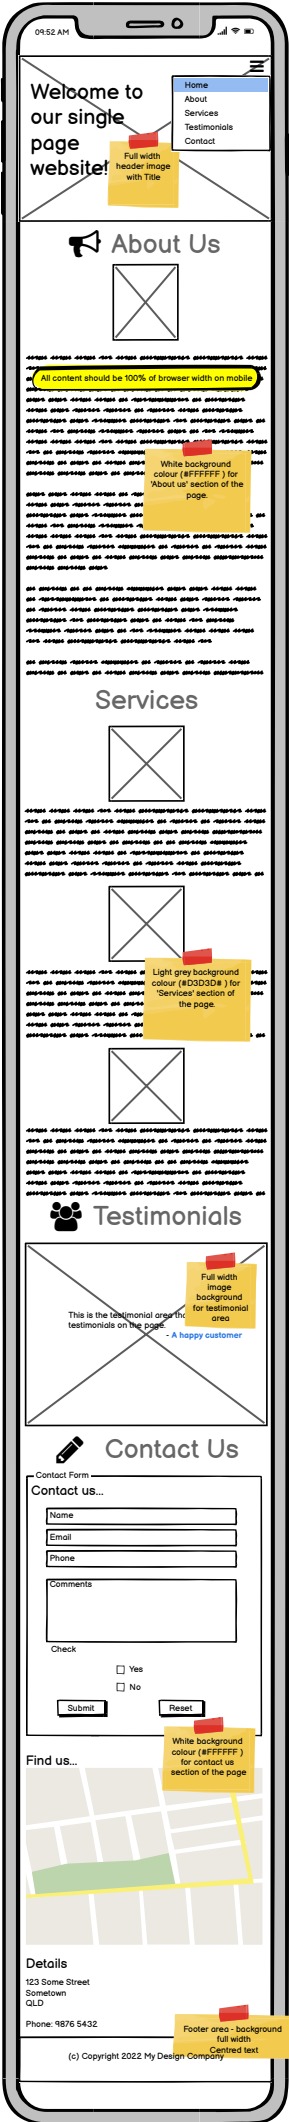 09:52 AM
Welcome to
our single
page
website!
Home
About
Services
Testimonials
Contact
Full width
header image
with Title
About Us
All content should be 100% of browser width on mobile
White background
colour (#FFFFFF ) for
'About us' section of the
page.
Services
Light grey background
colour (#D3D3D# ) for
'Services' section of
the page.
Testimonials
Full width
image
background
for testimonial
area
This is the testimonial area
testimonials on the page.
- A happy customer
Contact Us
Contact Form
Contact us...
Name
Email
Phone
Comments
Check
Yes
No
Submit
Reset
White background
colour (#FFFFFF )
for contact us
section of the page
Find us...
Details
123 Some Street
Sometown
QLD
Phone: 9876 5432
Footer area - background
full width
Centred text
(c) Copyright 2022 My Design Company